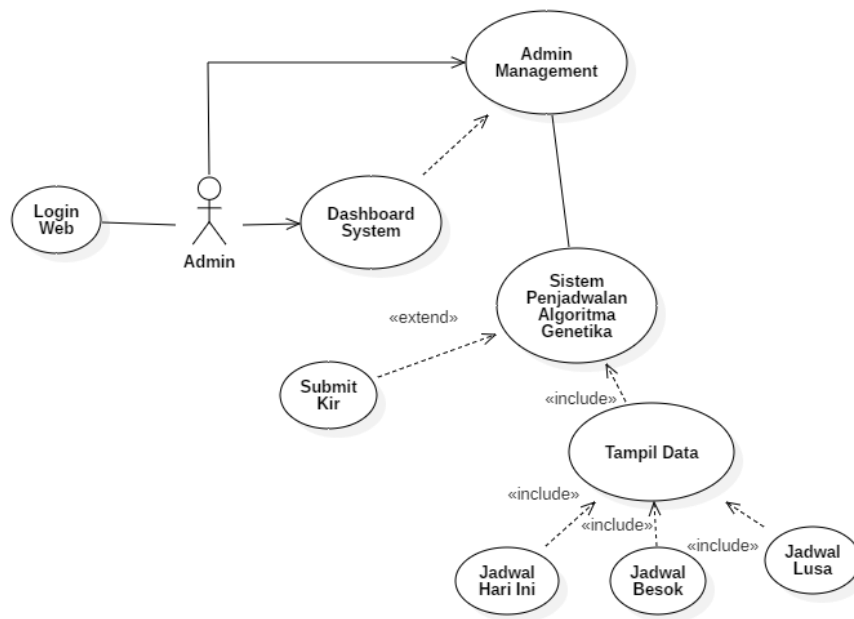 Admin
Management
Login
Web
Admin
Dashboard
System
Sistem
Penjadwalan
Algoritma
Genetika
«extend»
Submit
Kir
«include»
Tampil Data
«include»
«include»
«include»
Jadwal
Hari Ini
Jadwal
Besok
Jadwal
Lusa